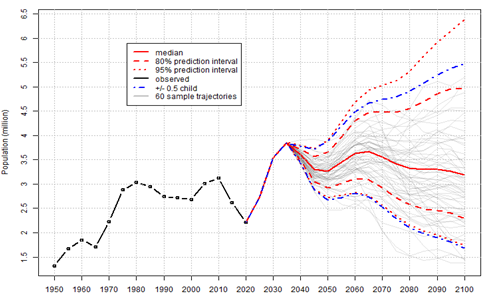 6.5
6
5.5
5
4.5
4
3.5
3
2.5
2
1.5
Population (million)
median
80% prediction interval
95% prediction interval
observed
+/- 0.5 child
60 sample trajectories
1950 1960 1970 1980 1990 2000 2010 2020 2030 2040 2050 2060 2070 2080 2090 2100